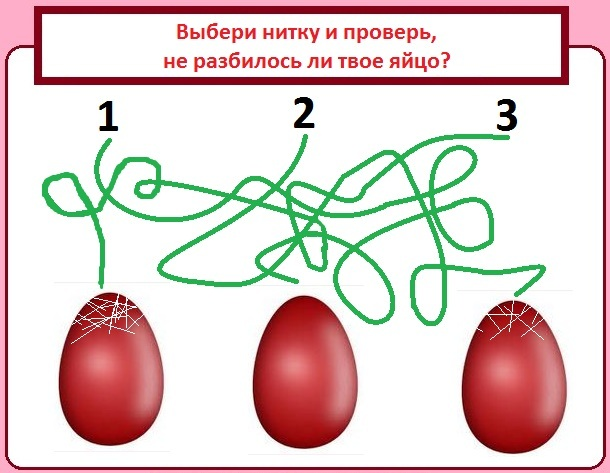 Выбери нитку и проверь,
не разбилось ли твое яйцо?
1 2 3